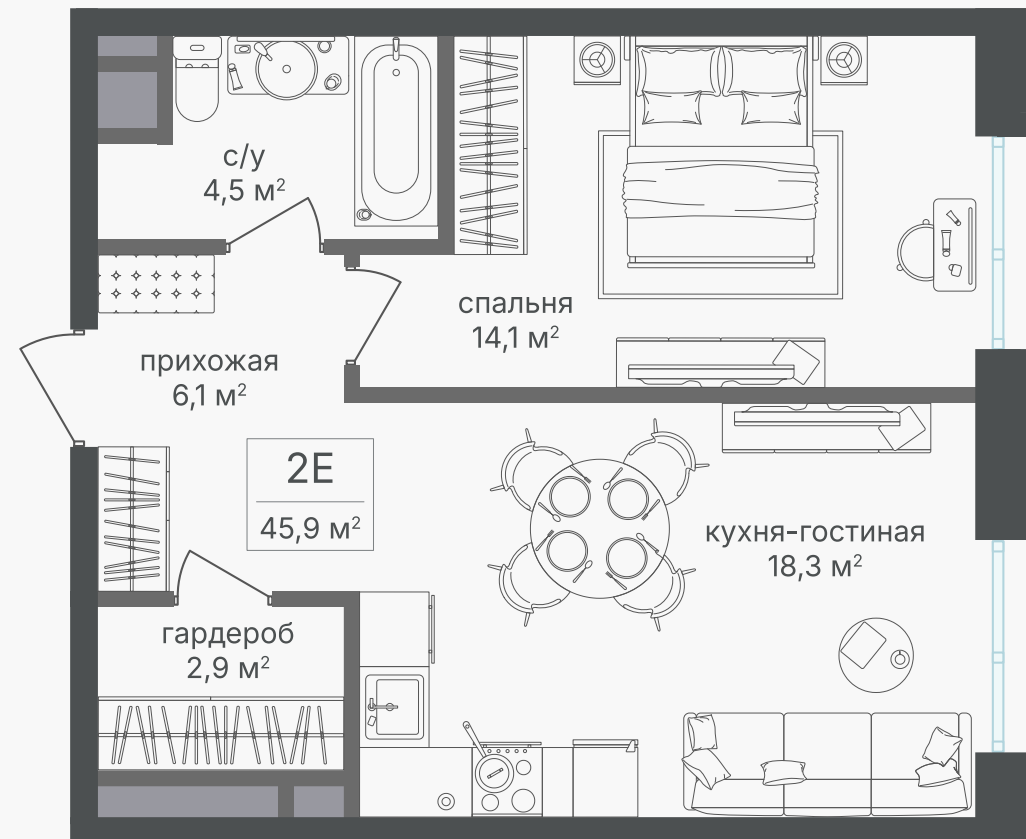 с/у
4,5 м²
спальня
14,1 м²
прихожая
6,1 м²
2Е
45,9 м²
кухня-гостиная
18,3 м²
гардероб
2,9 м²